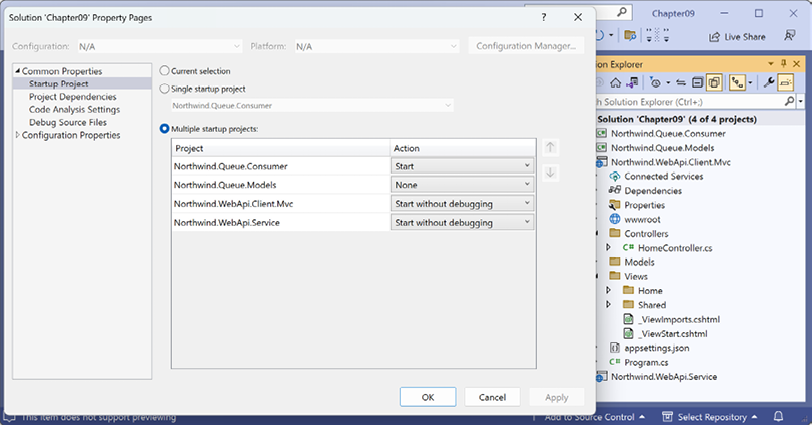 Solution 'Chapter09' Property Pages
? ×
Configuration: N/A
Platform: N/A
Configuration Manager...
Common Properties
Startup Project
Project Dependencies
Code Analysis Settings
Debug Source Files
Configuration Properties
Current selection
Single startup project
Northwind.Queue.Consumer
Multiple startup projects:
Project Action
Northwind.Queue.Consumer Start
Northwind.Queue.Models None
Northwind.WebApi.Client.Mvc Start without debugging
Northwind.WebApi.Service Start without debugging
OK Cancel Apply
Chapter09
Live Share
Explorer
Solution Explorer (Ctrl+;)
Solution 'Chapter09' (4 of 4 projects)
Northwind.Queue.Consumer
Northwind.Queue.Models
Northwind.WebApi.Client.Mvc
Connected Services
Dependencies
Properties
wwwroot
Controllers
C# HomeController.cs
Models
Views
Home
Shared
_ViewImports.cshtml
_ViewStart.cshtml
appsettings.json
C# Program.cs
Northwind.WebApi.Service
This item does not support previewing
Add to Source Control
Select Repository